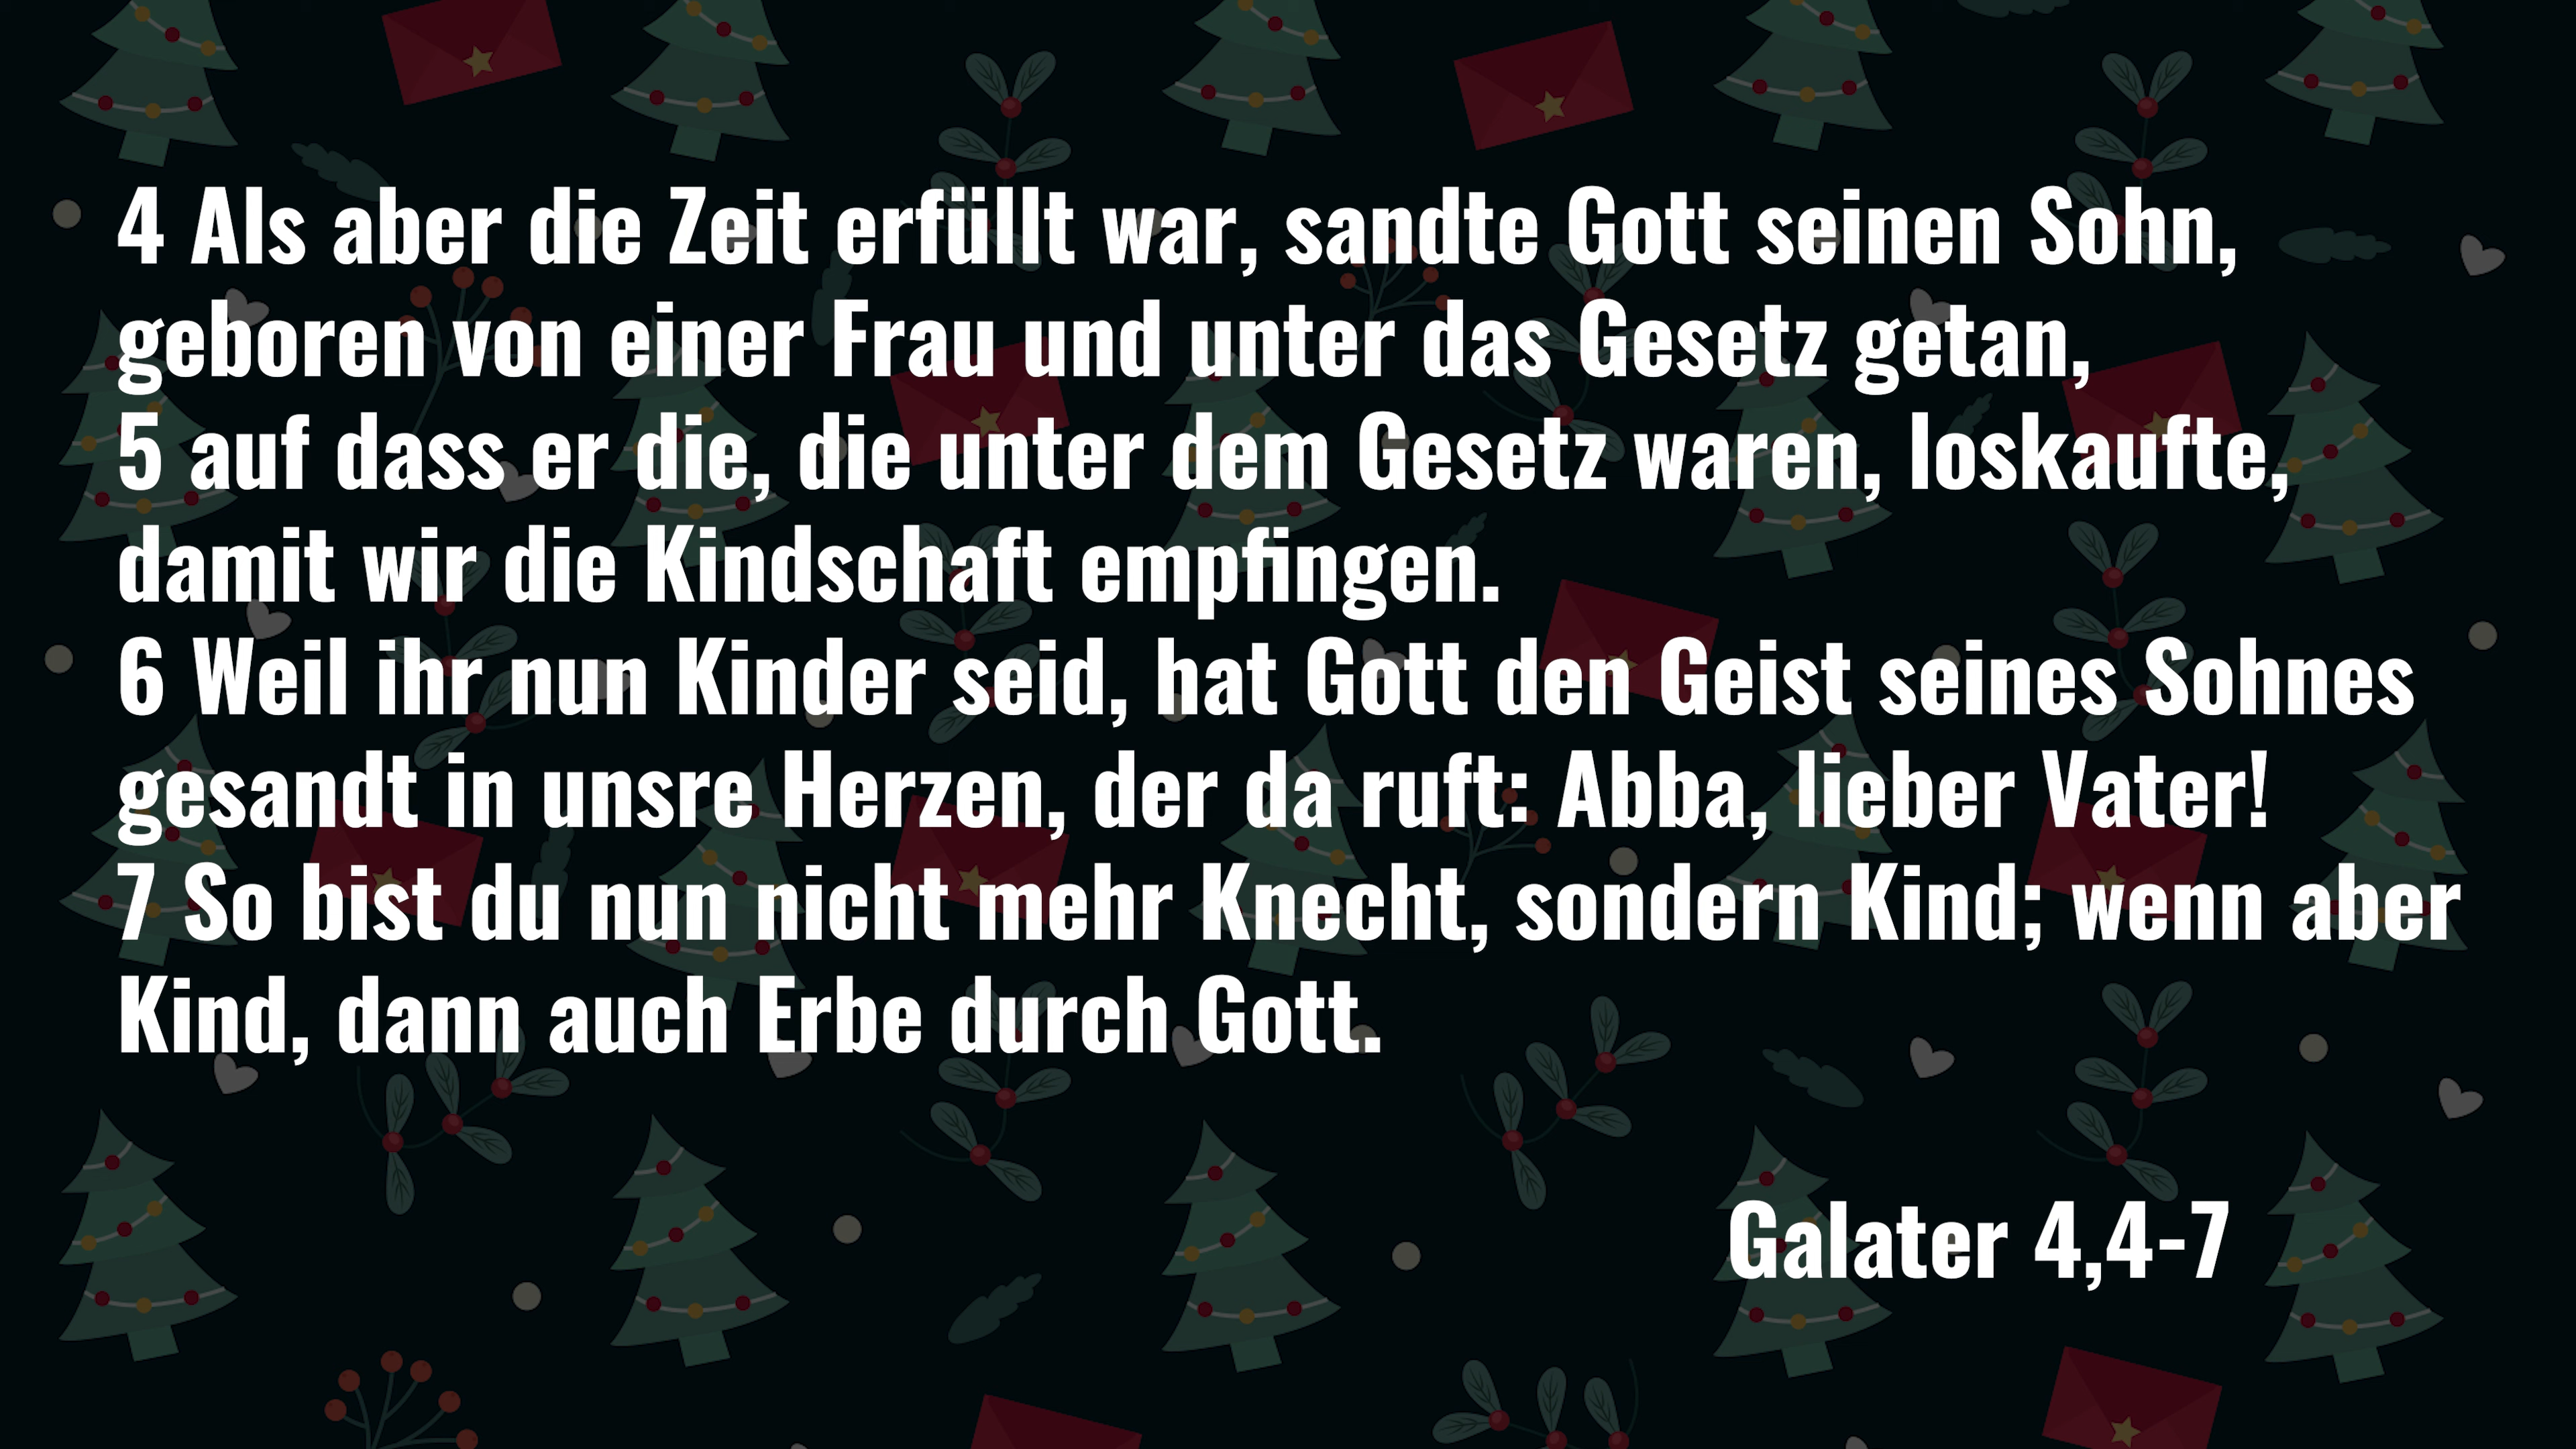 4 Als aber die Zeit erfüllt war, sandte Gott seinen Sohn,
geboren von einer Frau und unter das Gesetz getan,
5 auf dass er die, die unter dem Gesetz waren, loskaufte,
damit wir die Kindschaft empfingen.
6 Weil ihr nun Kinder seid, hat Gott den Geist seines Sohnes
gesandt in unsre Herzen, der da ruft: Abba, lieber Vater!
7 So bist du nun nicht mehr Knecht, sondern Kind; wenn aber
Kind, dann auch Erbe durch Gott.
Galater 4,4-7